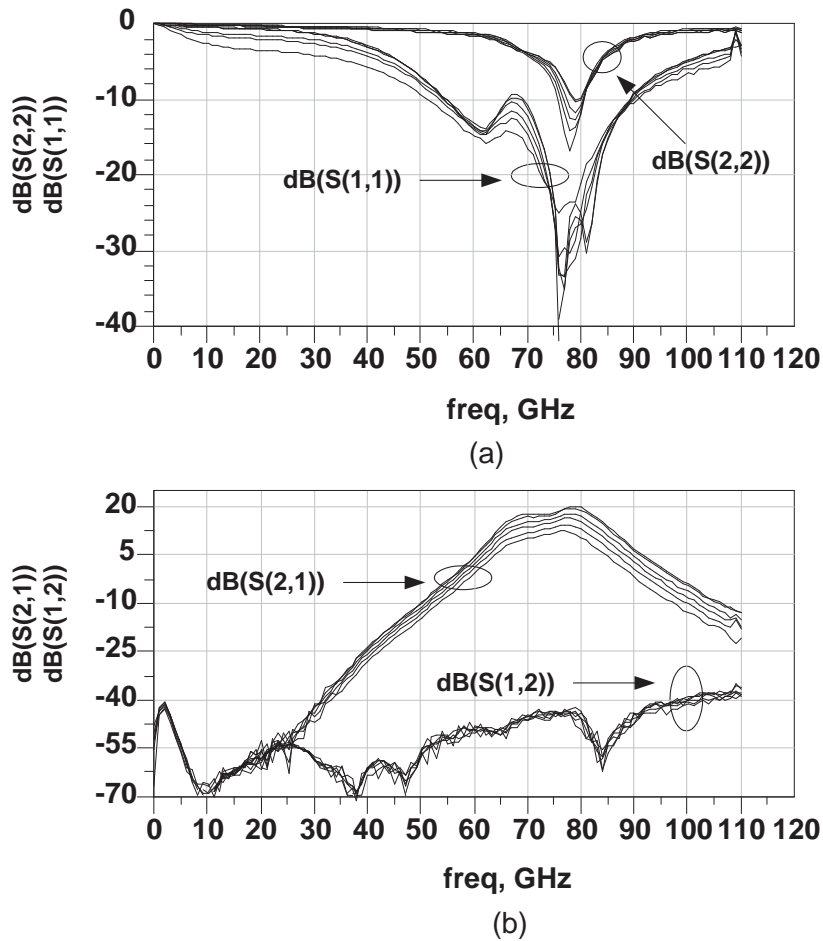 0
-10
-20
-30
-40
dB(S(2,2))
dB(S(1,1))
dB(S(1,1))
dB(S(2,2))
0 10 20 30 40 50 60 70 80 90 100 110 120
freq, GHz
(a)
20
5
-10
-25
-40
-55
-70
dB(S(2,1))
dB(S(1,2))
dB(S(2,1))
dB(S(1,2))
0 10 20 30 40 50 60 70 80 90 100 110 120
freq, GHz
(b)